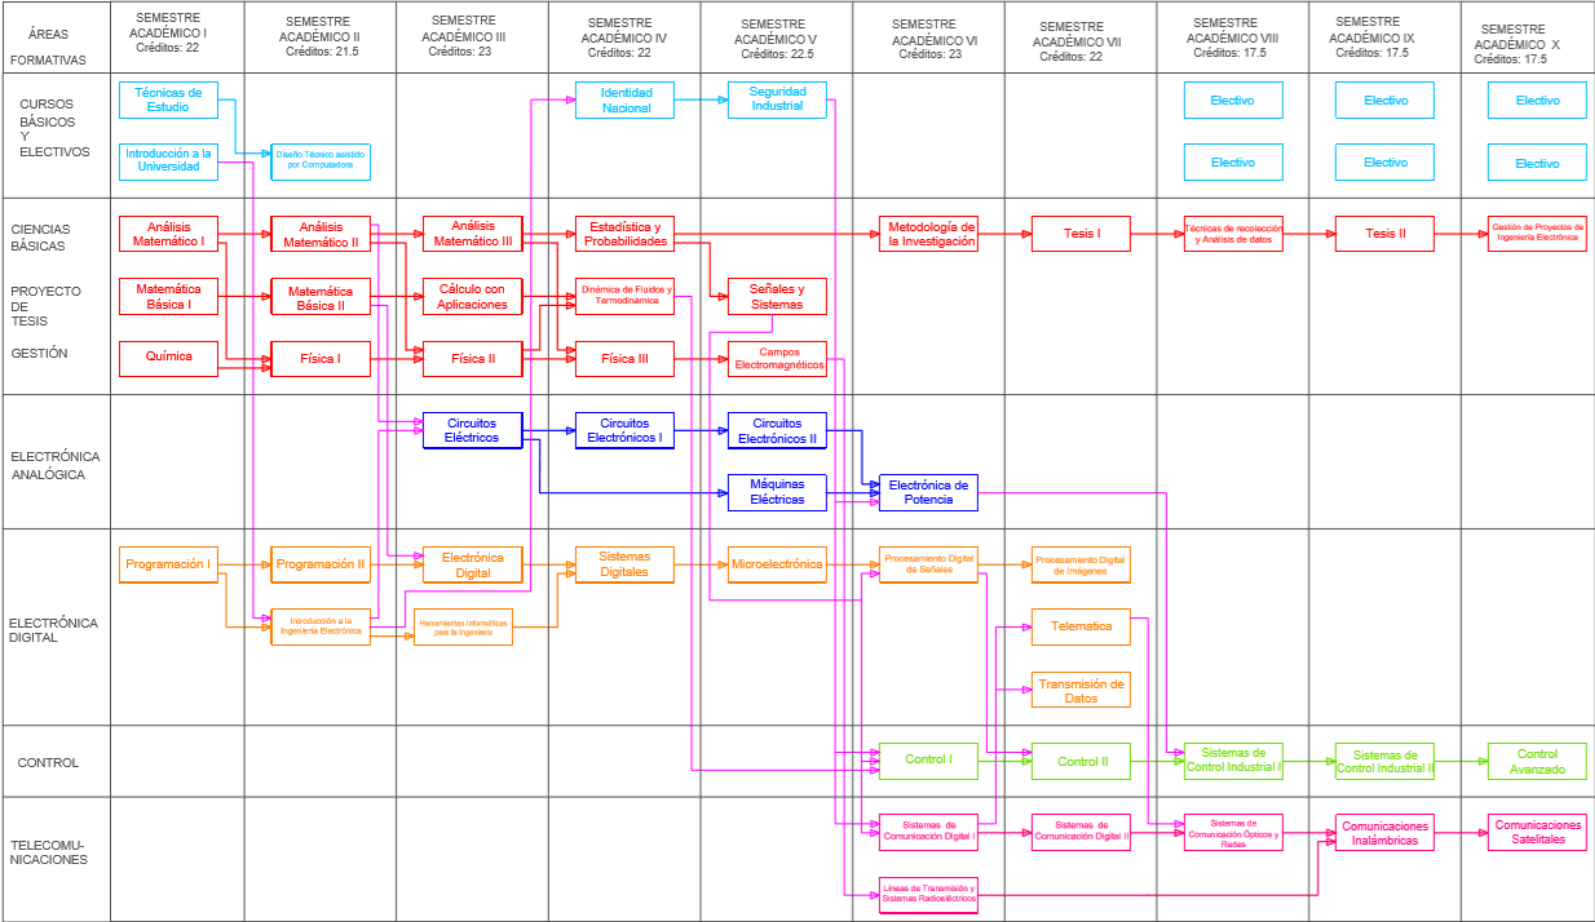 ÁREAS
FORMATIVAS
SEMESTRE
ACADÉMICO I
Créditos: 22
SEMESTRE
ACADÉMICO II
Créditos: 21.5
SEMESTRE
ACADÉMICO III
Créditos: 23
SEMESTRE
ACADÉMICO IV
Créditos: 22
SEMESTRE
ACADÉMICO V
Créditos: 22.5
SEMESTRE
ACADÉMICO VI
Créditos: 23
SEMESTRE
ACADÉMICO VII
Créditos: 22
SEMESTRE
ACADÉMICO VIII
Créditos: 17.5
SEMESTRE
ACADÉMICO IX
Créditos: 17.5
SEMESTRE
ACADÉMICO X
Créditos: 17.5
CURSOS
BÁSICOS
Y
ELECTIVOS
Técnicas de
Estudio
Identidad
Nacional
Seguridad
Industrial
Electivo
Electivo
Electivo
Introducción a la
Universidad
Diseño Técnico asistido
por Computadora
Electivo
Electivo
Electivo
CIENCIAS
BÁSICAS
Análisis
Matemático I
Análisis
Matemático II
Análisis
Matemático III
Estadística y
Probabilidades
Metodología de
la Investigación
Tesis I
Técnicas de recolección
y Análisis de datos
Tesis II
Gestión de Proyectos de
Ingeniería Electrónica
PROYECTO
DE
TESIS
Matemática
Básica I
Matemática
Básica II
Cálculo con
Aplicaciones
Dinámica de Fluidos y
Termodinámica
Señales y
Sistemas
GESTIÓN
Química
Física I
Física II
Física III
Campos
Electromagnéticos
ELECTRÓNICA
ANALÓGICA
Circuitos
Eléctricos
Circuitos
Electrónicos I
Circuitos
Electrónicos II
Máquinas
Eléctricas
Electrónica de
Potencia
ELECTRÓNICA
DIGITAL
Programación I
Programación II
Electrónica
Digital
Sistemas
Digitales
Microelectrónica
Procesamiento Digital
de Señales
Procesamiento Digital
de Imágenes
Introducción a la
Ingeniería Electrónica
Herramientas Informáticas
para la Ingeniería
Telematica
Transmisión de
Datos
CONTROL
Control I
Control II
Sistemas de
Control Industrial I
Sistemas de
Control Industrial II
Control
Avanzado
TELECOMU-
NICACIONES
Sistemas de
Comunicación Digital I
Sistemas de
Comunicación Digital II
Sistemas de
Comunicación Ópticos y
Redes
Comunicaciones
Inalámbricas
Comunicaciones
Satelitales
Líneas de Transmisión y
Sistemas Radioeléctricos